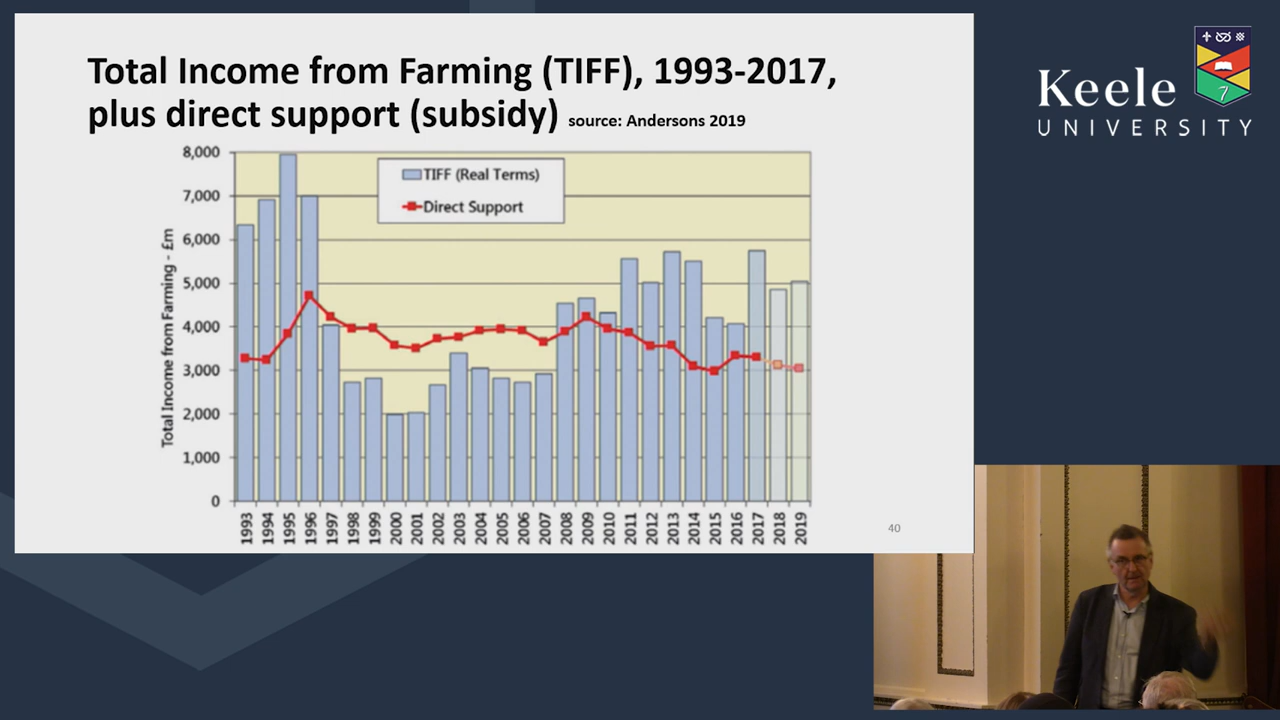 Total Income from Farming (TIFF), 1993-2017,
plus direct support (subsidy) source: Andersons 2019
Keele
UNIVERSITY
Total Income from Farming - £m
8,000
7,000
6,000
5,000
4,000
3,000
2,000
1,000
0
TIFF (Real Terms)
Direct Support
1993 1994 1995 1996 1997 1998 1999 2000 2001 2002 2003 2004 2005 2006 2007 2008 2009 2010 2011 2012 2013 2014 2015 2016 2017 2018 2019
40